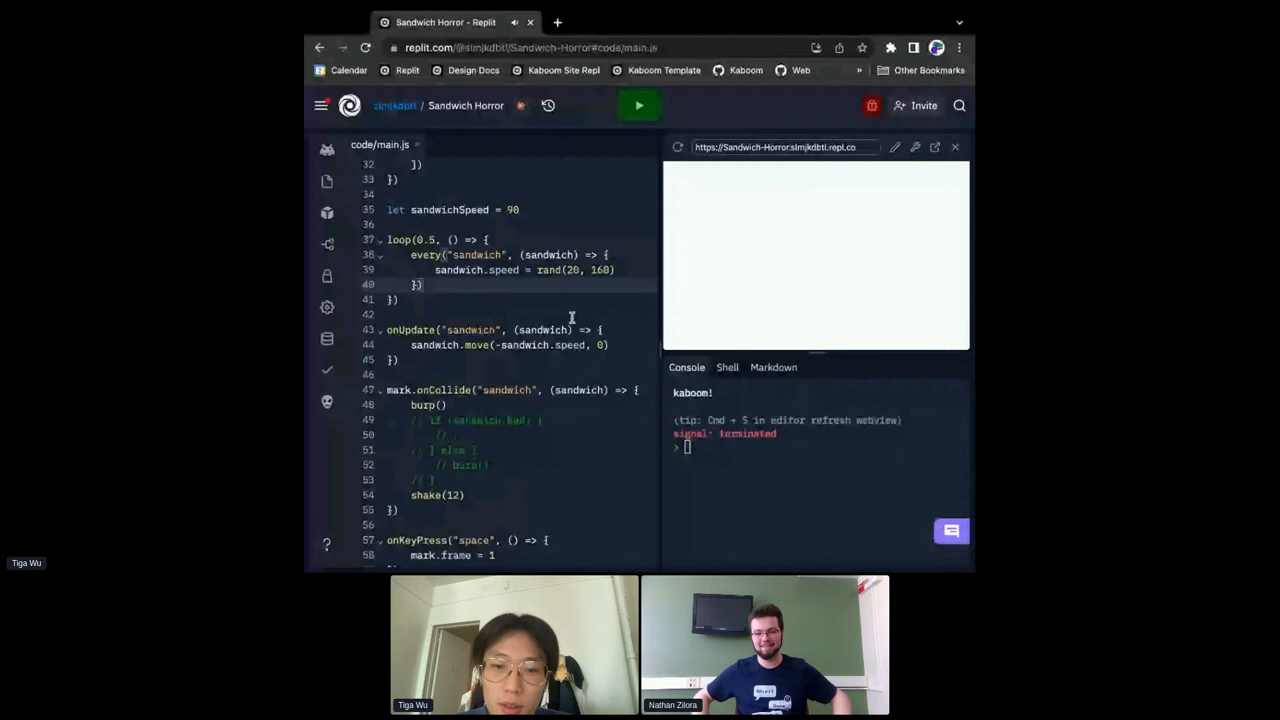 Sandwich Horror - Replit
replit.com/@slmjkdbtl/Sandwich-Horror#code/main.js
Calendar Replit Design Docs Kaboom Site Repl Kaboom Template Kaboom Web » Other Bookmarks
slmjkdbtl / Sandwich Horror Invite
code/main.js
https://Sandwich-Horror.slmjkdbtl.repl.co
32 ])
33 })
34
35 let sandwichSpeed = 90
36
37 loop(0.5, () => {
38 every("sandwich", (sandwich) => {
39 sandwich.speed = rand(20, 160)
40 })
41 })
42
43 onUpdate("sandwich", (sandwich) => {
44 sandwich.move(-sandwich.speed, 0)
45 })
46
47 mark.onCollide("sandwich", (sandwich) => {
48 burp()
49 // if (sandwich.bad) {
50 //
51 // } else {
52 // burp()
53 // }
54 shake(12)
55 })
56
57 onKeyPress("space", () => {
58 mark.frame = 1
Console Shell Markdown
kaboom!
(tip: Cmd + S in editor refresh webview)
signal: terminated
>
?
Tiga Wu
Tiga Wu
Nathan Zilora